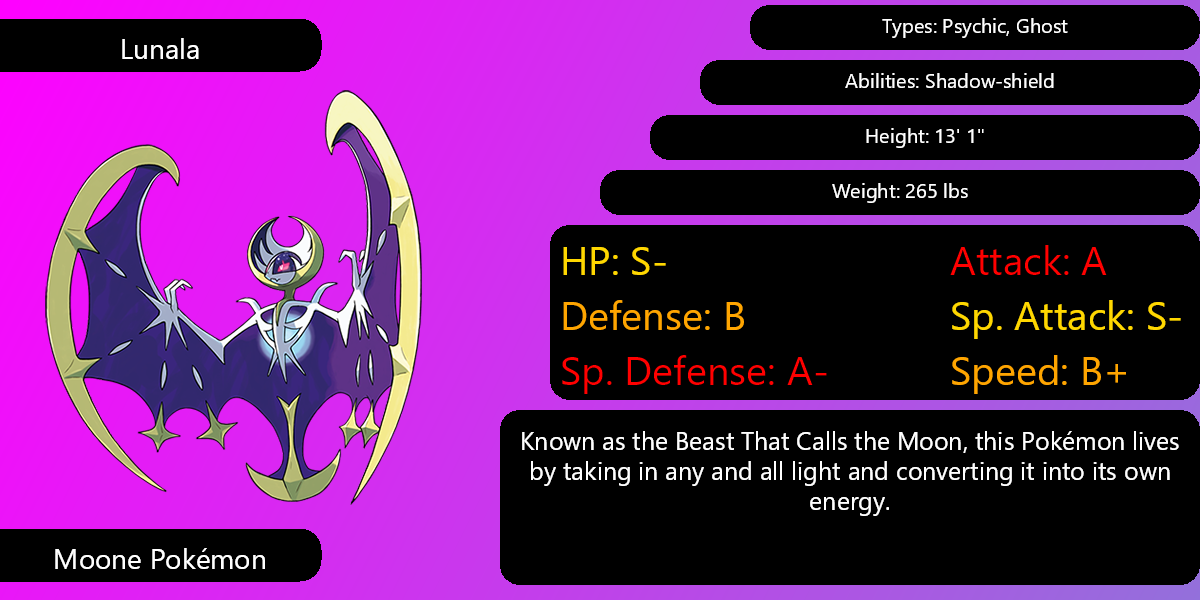 Lunala
Types: Psychic, Ghost
Abilities: Shadow-shield
Height: 13' 1"
Weight: 265 lbs
HP: S-
Attack: A
Defense: B
Sp. Attack: S-
Sp. Defense: A-
Speed: B+
Known as the Beast That Calls the Moon, this Pokémon lives
by taking in any and all light and converting it into its own
energy.
Moone Pokémon